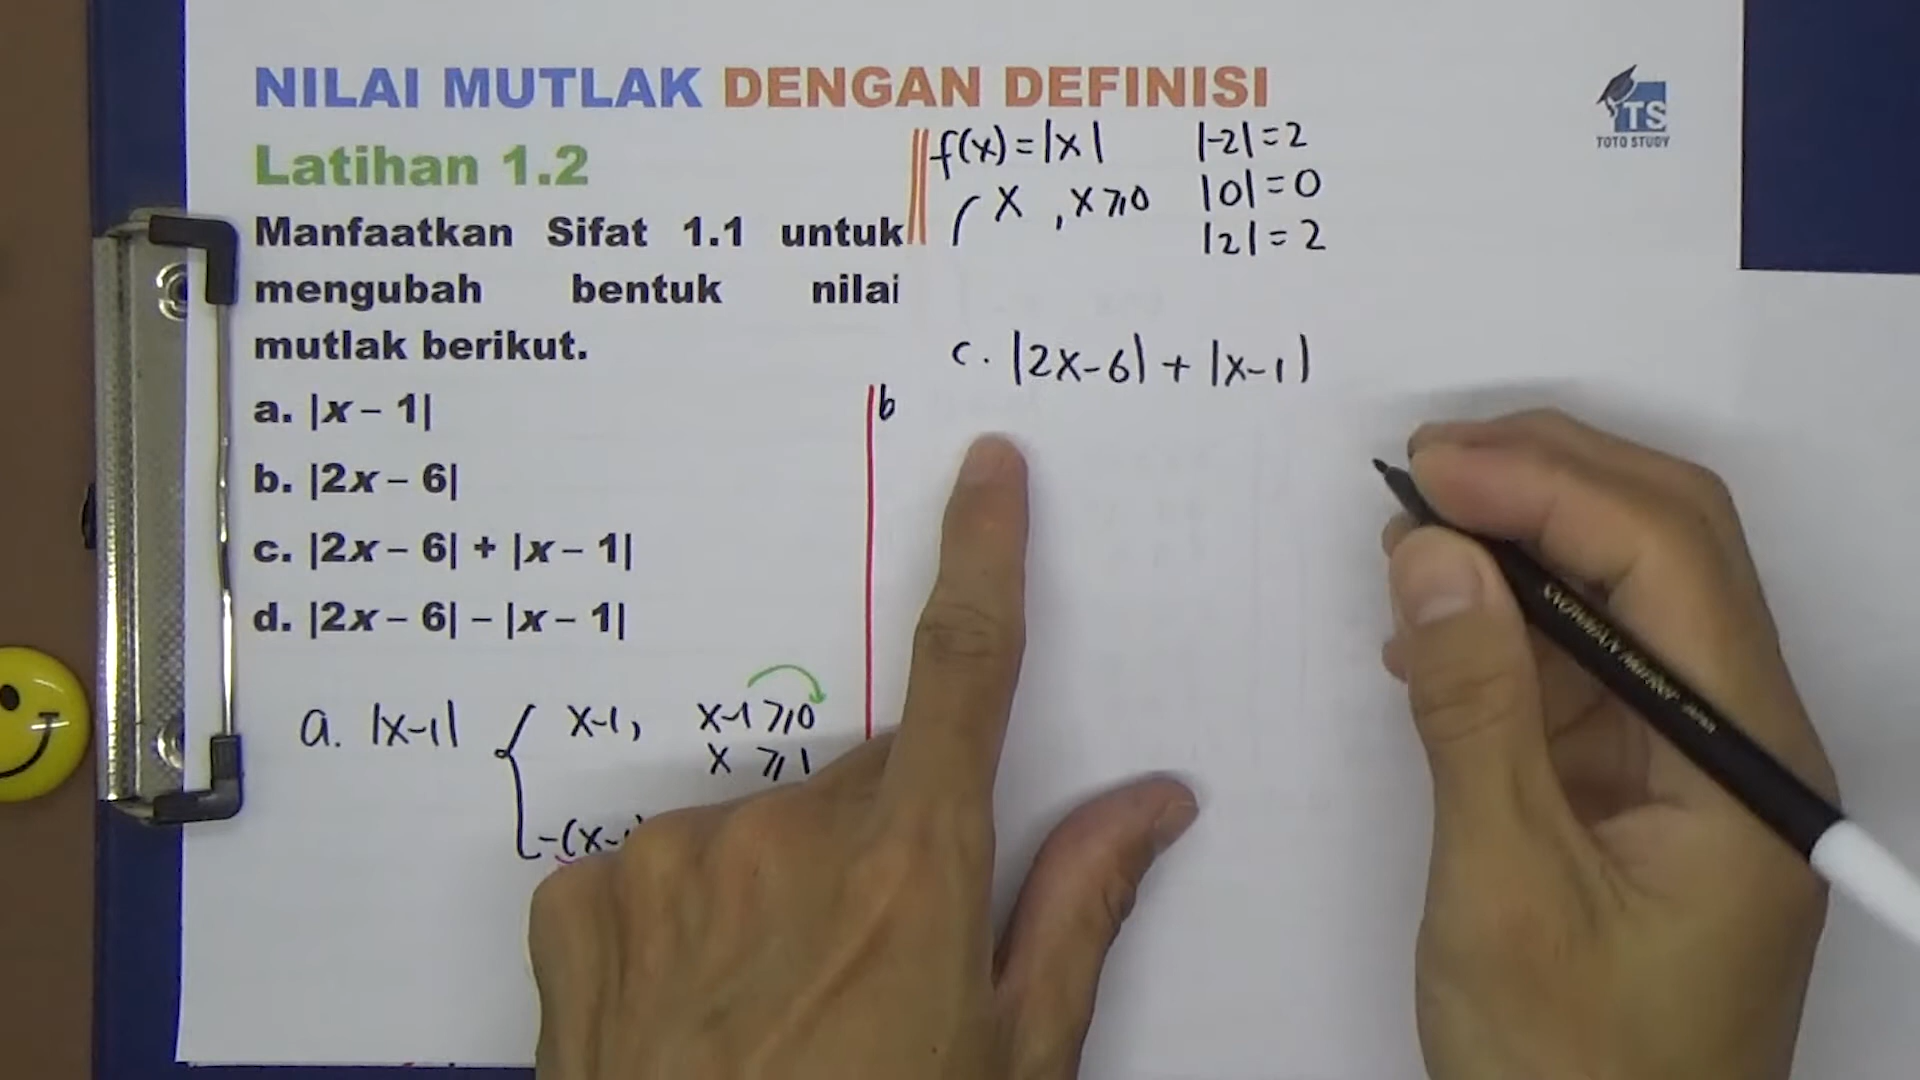 NILAI MUTLAK DENGAN DEFINISI
Latihan 1.2
Manfaatkan Sifat 1.1 untuk
mengubah bentuk nilai
mutlak berikut.
a. |x – 1|
b. |2x – 6|
c. |2x – 6| + |x – 1|
d. |2x – 6| – |x – 1|
a. |x-1| { x-1, x-1 ≥ 0
x ≥ 1
-(x-
f(x) = |x|
x , x ≥ 0
|-2| = 2
|0| = 0
|2| = 2
b
c. |2x-6| + |x-1|
TS
TOTO STUDY